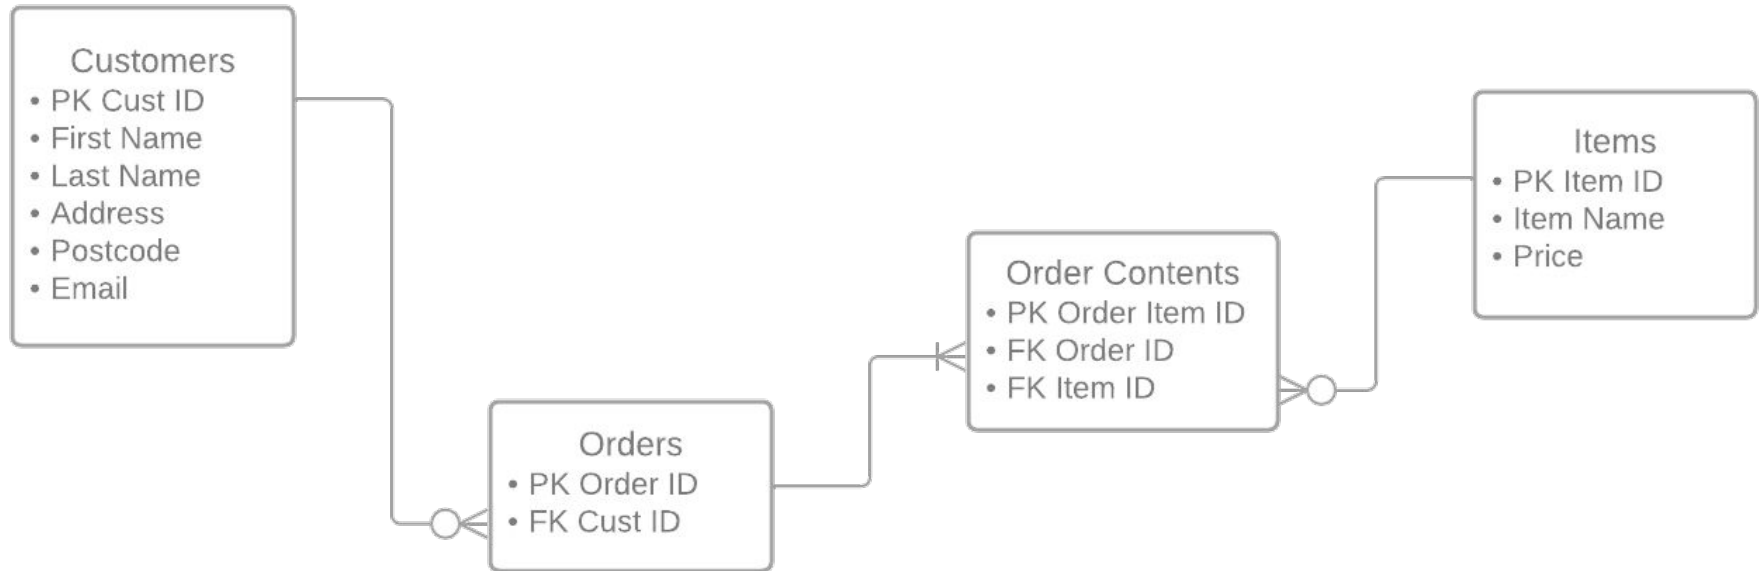 Customers
• PK Cust ID
• First Name
• Last Name
• Address
• Postcode
• Email
Orders
• PK Order ID
• FK Cust ID
Order Contents
• PK Order Item ID
• FK Order ID
• FK Item ID
Items
• PK Item ID
• Item Name
• Price